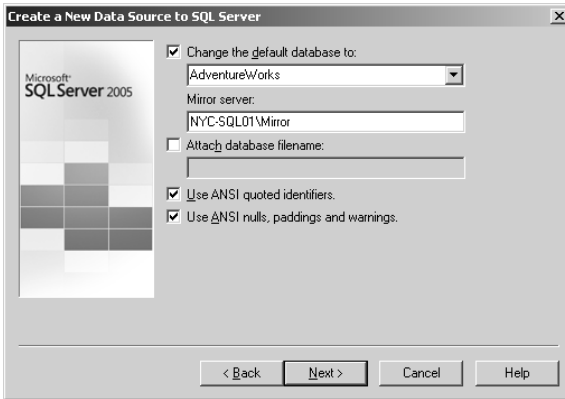 Create a New Data Source to SQL Server
Microsoft
SQL Server 2005
Change the default database to:
AdventureWorks
Mirror server:
NYC-SQL01\Mirror
Attach database filename:
Use ANSI quoted identifiers.
Use ANSI nulls, paddings and warnings.
< Back
Next >
Cancel
Help